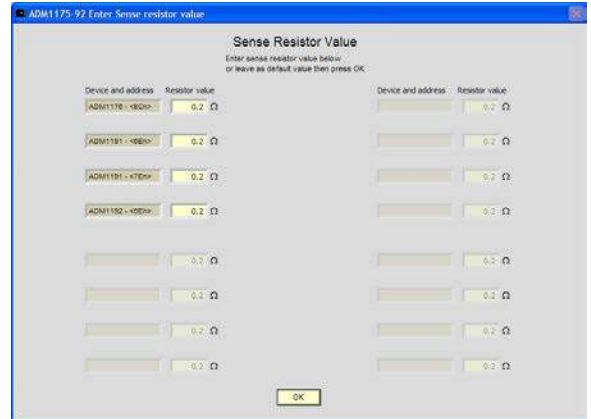 ADM1175-92 Enter Sense resistor value
Sense Resistor Value
Enter sense resistor value below
or leave as default value then press OK
Device and address Resistor value Device and address Resistor value
ADM1176 - 0.2 Ω 0.2 Ω
ADM1191 - 0.2 Ω 0.2 Ω
ADM1191 - <7Eh> 0.2 Ω 0.2 Ω
ADM1192 - <5Eh> 0.2 Ω 0.2 Ω
0.2 Ω 0.2 Ω
0.2 Ω 0.2 Ω
0.2 Ω 0.2 Ω
0.2 Ω 0.2 Ω
OK